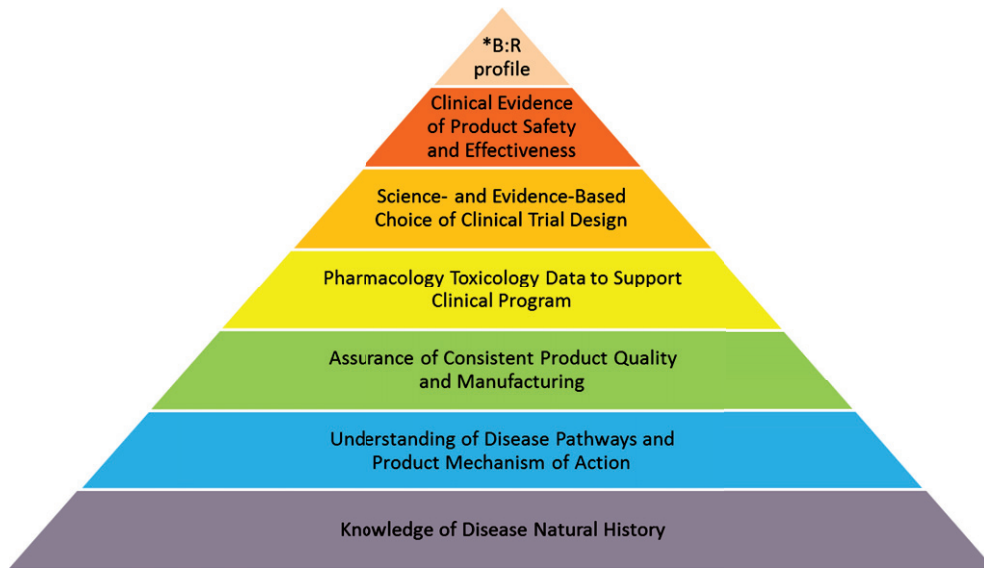 *B:R
profile
Clinical Evidence
of Product Safety
and Effectiveness
Science- and Evidence-Based
Choice of Clinical Trial Design
Pharmacology Toxicology Data to Support
Clinical Program
Assurance of Consistent Product Quality
and Manufacturing
Understanding of Disease Pathways and
Product Mechanism of Action
Knowledge of Disease Natural History